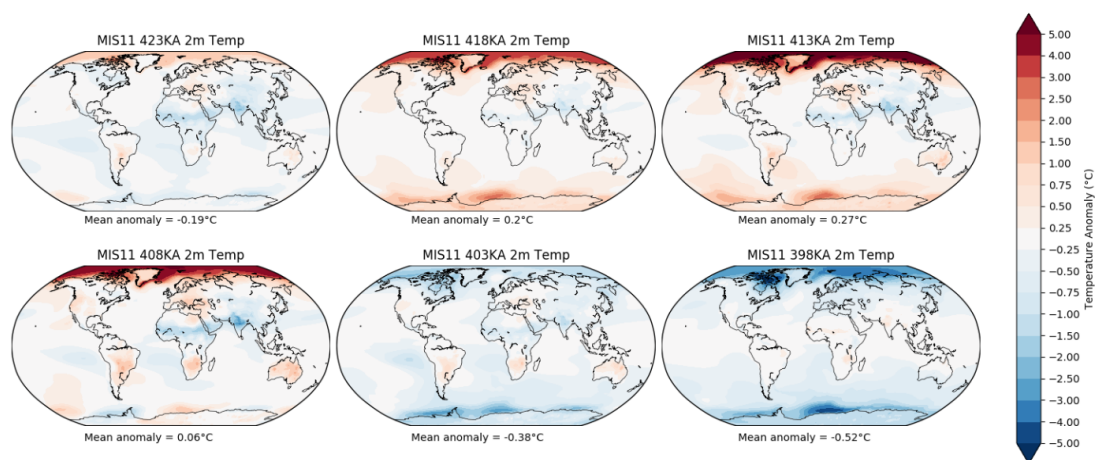 MIS11 423KA 2m Temp
MIS11 418KA 2m Temp
MIS11 413KA 2m Temp
Mean anomaly = -0.19°C
Mean anomaly = 0.2°C
Mean anomaly = 0.27°C
MIS11 408KA 2m Temp
MIS11 403KA 2m Temp
MIS11 398KA 2m Temp
Mean anomaly = 0.06°C
Mean anomaly = -0.38°C
Mean anomaly = -0.52°C
5.00
4.00
3.00
2.50
2.00
1.50
1.00
0.75
0.50
0.25
−0.25
−0.50
−0.75
−1.00
−1.50
−2.00
−2.50
−3.00
−4.00
−5.00
Temperature Anomaly (°C)